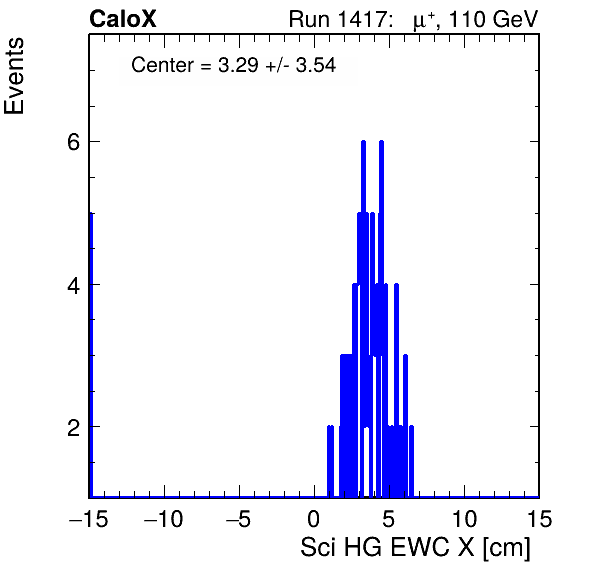 CaloX Run 1417: μ⁺, 110 GeV
Events
Center = 3.29 +/- 3.54
6
4
2
−15 −10 −5 0 5 10 15
Sci HG EWC X [cm]